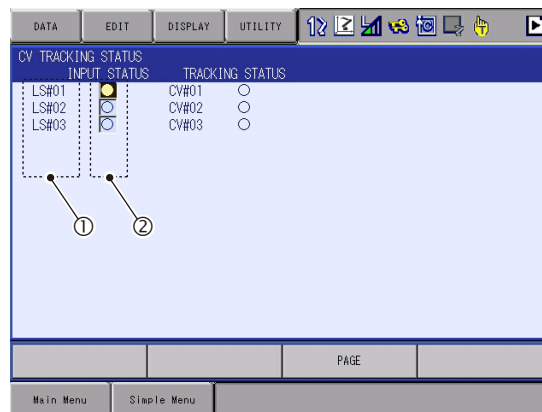 DATA EDIT DISPLAY UTILITY
CV TRACKING STATUS
INPUT STATUS TRACKING STATUS
LS#01 CV#01
LS#02 CV#02
LS#03 CV#03
① ②
PAGE
Main Menu Simple Menu